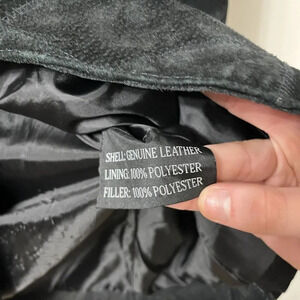 SHELL: GENUINE LEATHER
LINING: 100% POLYESTER
FILLER: 100% POLYESTER